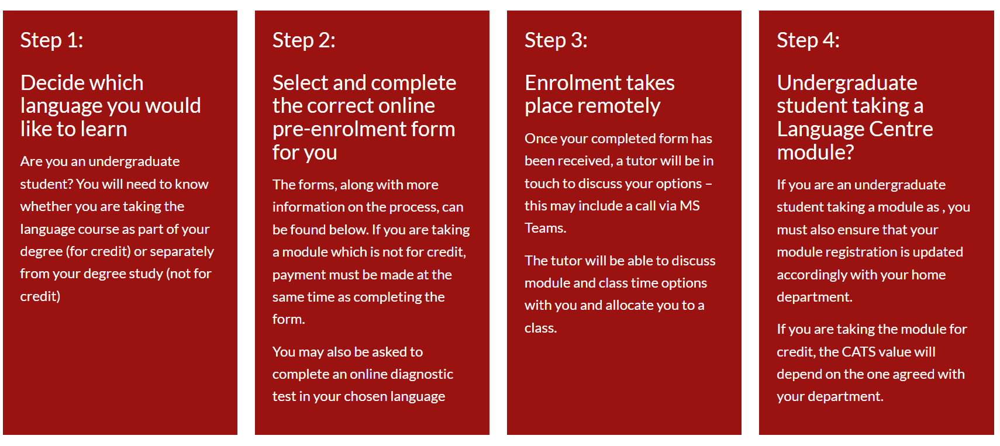 Step 1:
Decide which
language you would
like to learn
Are you an undergraduate
student? You will need to know
whether you are taking the
language course as part of your
degree (for credit) or separately
from your degree study (not for
credit)
Step 2:
Select and complete
the correct online
pre-enrolment form
for you
The forms, along with more
information on the process, can
be found below. If you are taking
a module which is not for credit,
payment must be made at the
same time as completing the
form.
You may also be asked to
complete an online diagnostic
test in your chosen language
Step 3:
Enrolment takes
place remotely
Once your completed form has
been received, a tutor will be in
touch to discuss your options –
this may include a call via MS
Teams.
The tutor will be able to discuss
module and class time options
with you and allocate you to a
class.
Step 4:
Undergraduate
student taking a
Language Centre
module?
If you are an undergraduate
student taking a module as , you
must also ensure that your
module registration is updated
accordingly with your home
department.
If you are taking the module for
credit, the CATS value will
depend on the one agreed with
your department.